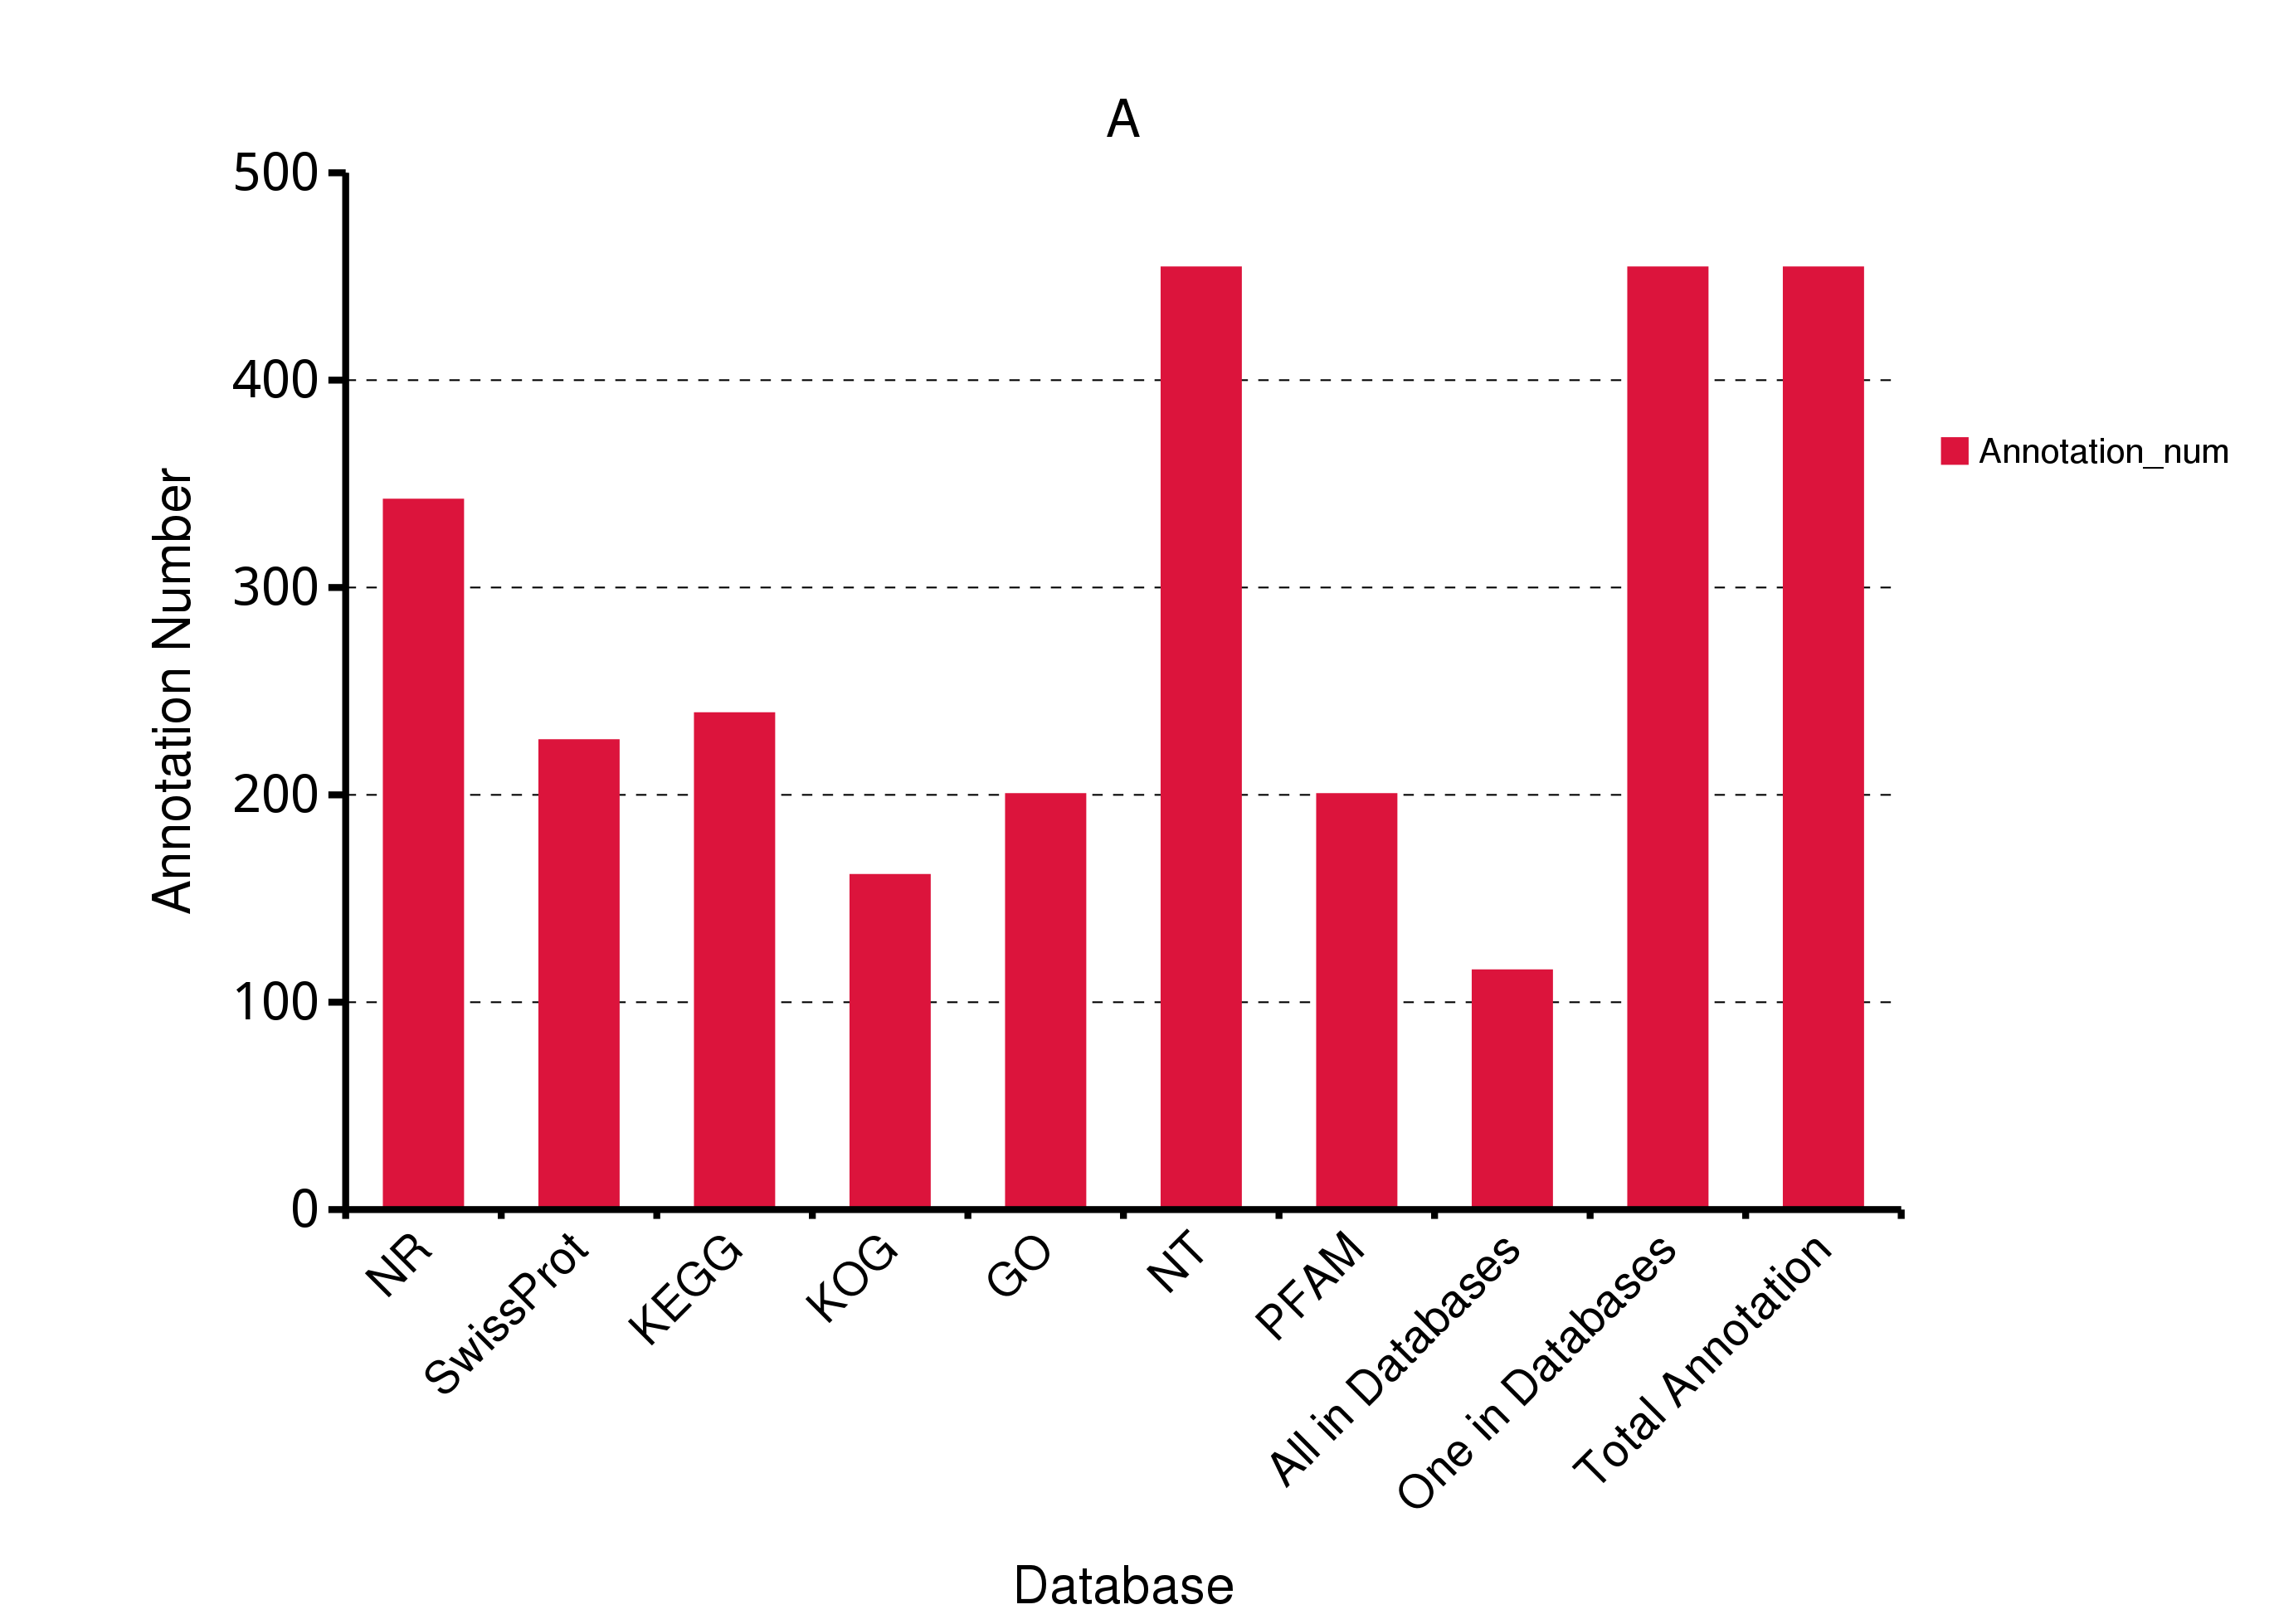 A
500
400
300
200
100
0
Annotation Number
Annotation_num
NR
SwissProt
KEGG
KOG
GO
NT
PFAM
All in Databases
One in Databases
Total Annotation
Database